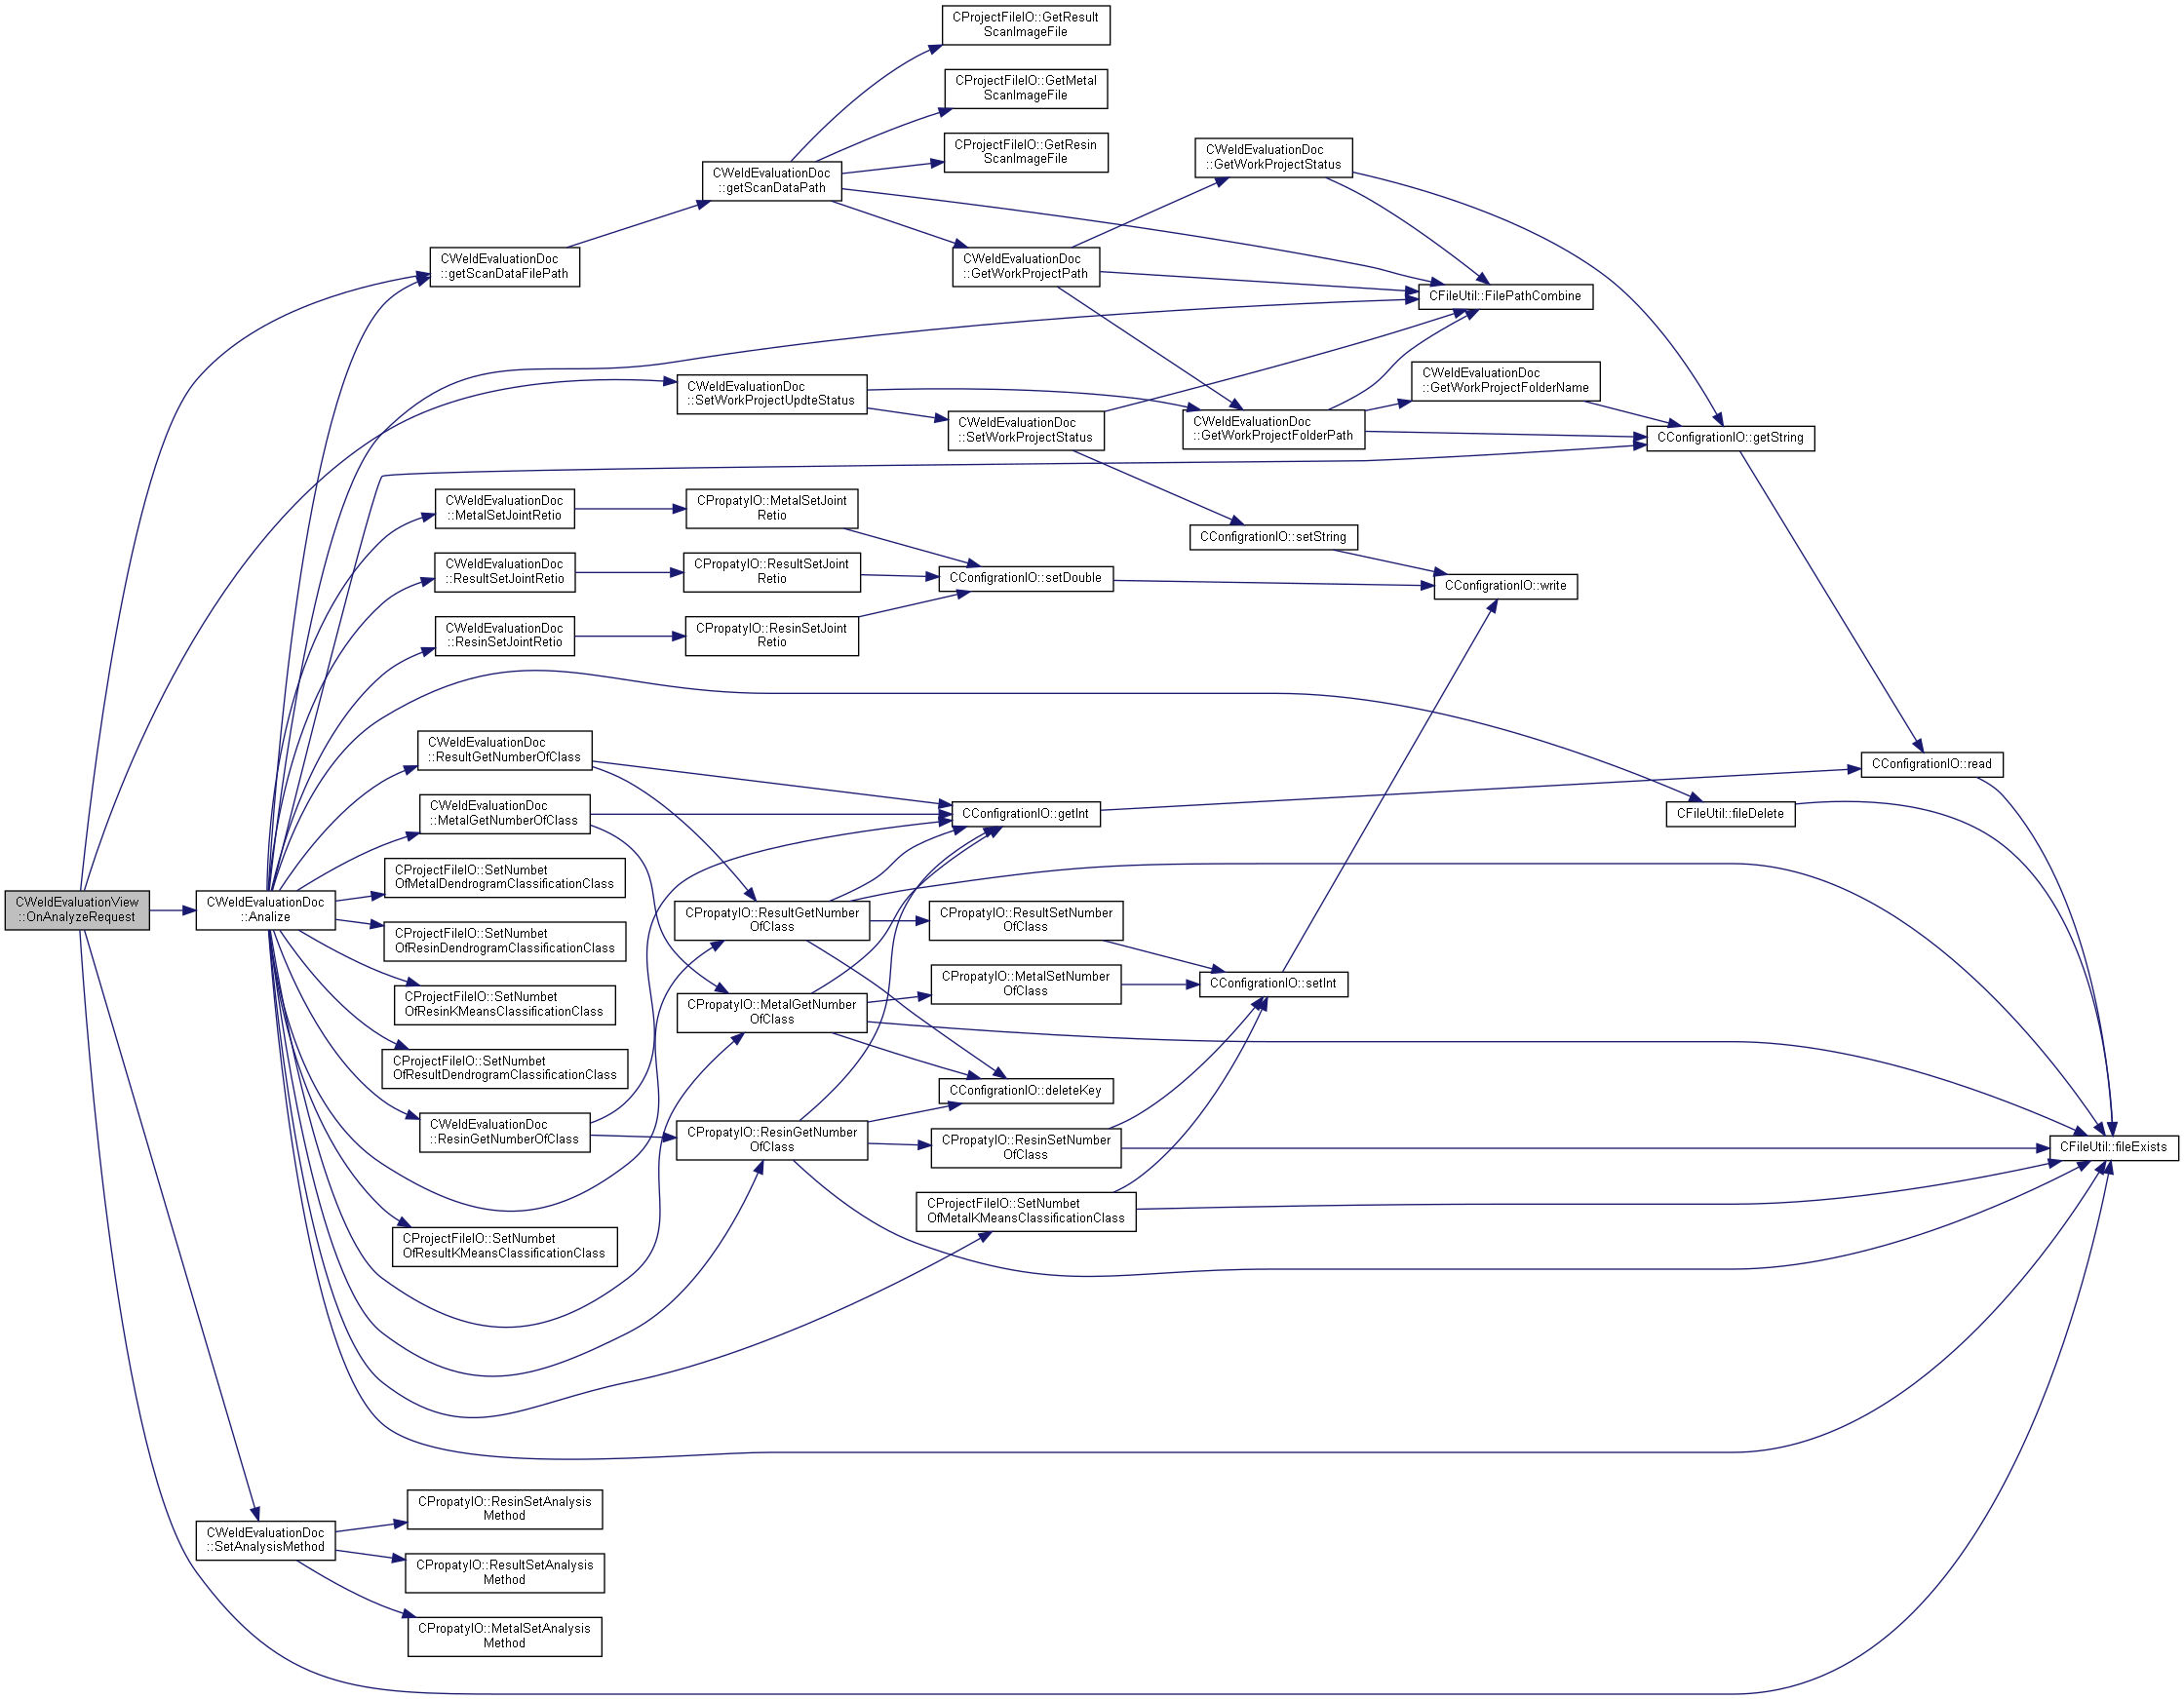 CProjectFileIO::GetResult
ScanImageFile
CProjectFileIO::GetMetal
ScanImageFile
CProjectFileIO::GetResin
ScanImageFile
CWeldEvaluationDoc
::GetWorkProjectStatus
CWeldEvaluationDoc
::getScanDataPath
CWeldEvaluationDoc
::getScanDataFilePath
CWeldEvaluationDoc
::GetWorkProjectPath
CFileUtil::FilePathCombine
CWeldEvaluationDoc
::SetWorkProjectUpdteStatus
CWeldEvaluationDoc
::GetWorkProjectFolderName
CWeldEvaluationDoc
::SetWorkProjectStatus
CWeldEvaluationDoc
::GetWorkProjectFolderPath
CConfigrationIO::getString
CWeldEvaluationDoc
::MetalSetJointRetio
CPropatyIO::MetalSetJoint
Retio
CConfigrationIO::setString
CWeldEvaluationDoc
::ResultSetJointRetio
CPropatyIO::ResultSetJoint
Retio
CConfigrationIO::setDouble
CConfigrationIO::write
CWeldEvaluationDoc
::ResinSetJointRetio
CPropatyIO::ResinSetJoint
Retio
CWeldEvaluationDoc
::ResultGetNumberOfClass
CConfigrationIO::read
CWeldEvaluationDoc
::MetalGetNumberOfClass
CConfigrationIO::getInt
CFileUtil::fileDelete
CProjectFileIO::SetNumbet
OfMetalDendrogramClassificationClass
CWeldEvaluationView
::OnAnalyzeRequest
CWeldEvaluationDoc
::Analize
CPropatyIO::ResultGetNumber
OfClass
CPropatyIO::ResultSetNumber
OfClass
CProjectFileIO::SetNumbet
OfResinDendrogramClassificationClass
CProjectFileIO::SetNumbet
OfResinKMeansClassificationClass
CPropatyIO::MetalGetNumber
OfClass
CPropatyIO::MetalSetNumber
OfClass
CConfigrationIO::setInt
CProjectFileIO::SetNumbet
OfResultDendrogramClassificationClass
CConfigrationIO::deleteKey
CWeldEvaluationDoc
::ResinGetNumberOfClass
CPropatyIO::ResinGetNumber
OfClass
CPropatyIO::ResinSetNumber
OfClass
CFileUtil::fileExists
CProjectFileIO::SetNumbet
OfMetalKMeansClassificationClass
CProjectFileIO::SetNumbet
OfResultKMeansClassificationClass
CPropatyIO::ResinSetAnalysis
Method
CWeldEvaluationDoc
::SetAnalysisMethod
CPropatyIO::ResultSetAnalysis
Method
CPropatyIO::MetalSetAnalysis
Method